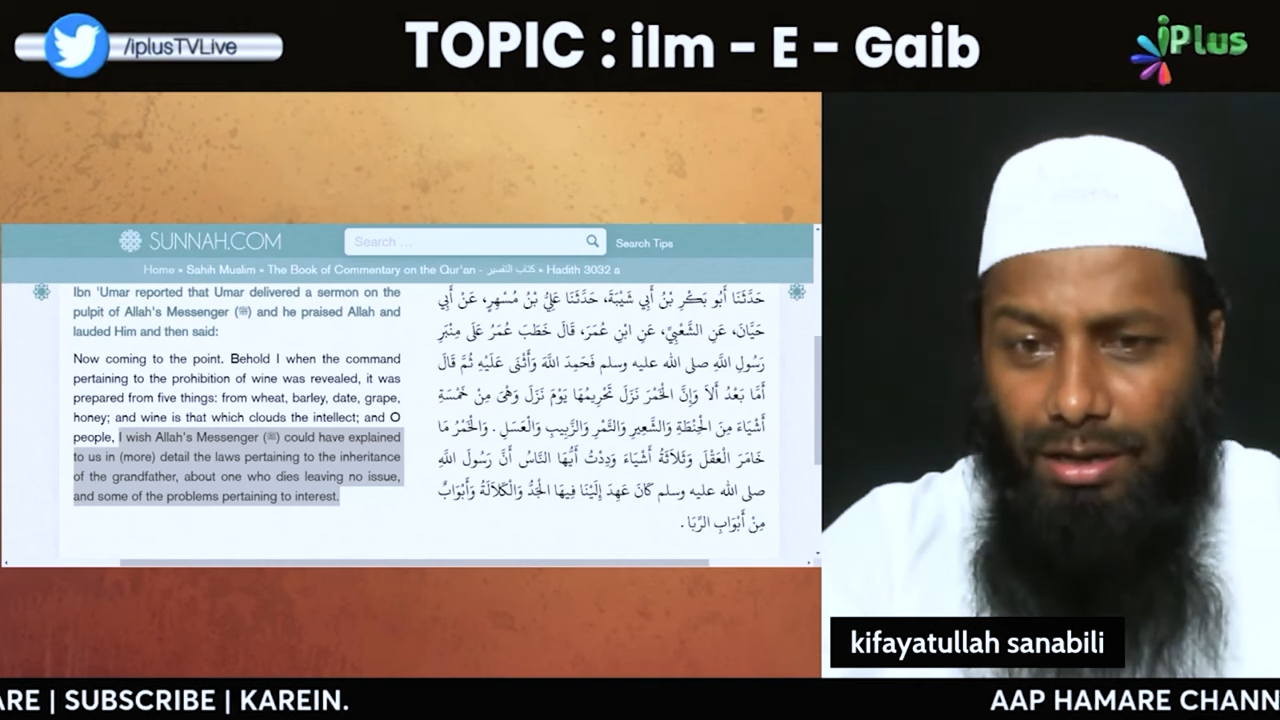 /iplusTVLive
TOPIC : ilm - E - Gaib
iPlus
SUNNAH.COM
Search ...
Search Tips
Home » Sahih Muslim » The Book of Commentary on the Qur'an - كتاب التفسير » Hadith 3032 a
Ibn 'Umar reported that Umar delivered a sermon on the
pulpit of Allah's Messenger (ﷺ) and he praised Allah and
lauded Him and then said:
Now coming to the point. Behold I when the command
pertaining to the prohibition of wine was revealed, it was
prepared from five things: from wheat, barley, date, grape,
honey; and wine is that which clouds the intellect; and O
people, I wish Allah's Messenger (ﷺ) could have explained
to us in (more) detail the laws pertaining to the inheritance
of the grandfather, about one who dies leaving no issue,
and some of the problems pertaining to interest.
حَدَّثَنَا أَبُو بَكْرِ بْنُ أَبِي شَيْبَةَ، حَدَّثَنَا عَلِيُّ بْنُ مُسْهِرٍ، عَنْ أَبِي
حَيَّانَ، عَنِ الشَّعْبِيِّ، عَنِ ابْنِ عُمَرَ، قَالَ خَطَبَ عُمَرُ عَلَى مِنْبَرِ
رَسُولِ اللَّهِ صلى الله عليه وسلم فَحَمِدَ اللَّهَ وَأَثْنَى عَلَيْهِ ثُمَّ قَالَ
أَمَّا بَعْدُ أَلاَ وَإِنَّ الْخَمْرَ نَزَلَ تَحْرِيمُهَا يَوْمَ نَزَلَ وَهْىَ مِنْ خَمْسَةِ
أَشْيَاءَ مِنَ الْحِنْطَةِ وَالشَّعِيرِ وَالتَّمْرِ وَالزَّبِيبِ وَالْعَسَلِ . وَالْخَمْرُ مَا
خَامَرَ الْعَقْلَ وَثَلاَثَةُ أَشْيَاءَ وَدِدْتُ أَيُّهَا النَّاسُ أَنَّ رَسُولَ اللَّهِ
صلى الله عليه وسلم كَانَ عَهِدَ إِلَيْنَا فِيهَا الْجَدُّ وَالْكَلاَلَةُ وَأَبْوَابٌ
مِنْ أَبْوَابِ الرِّبَا .
kifayatullah sanabili
ARE | SUBSCRIBE | KAREIN.
AAP HAMARE CHANN